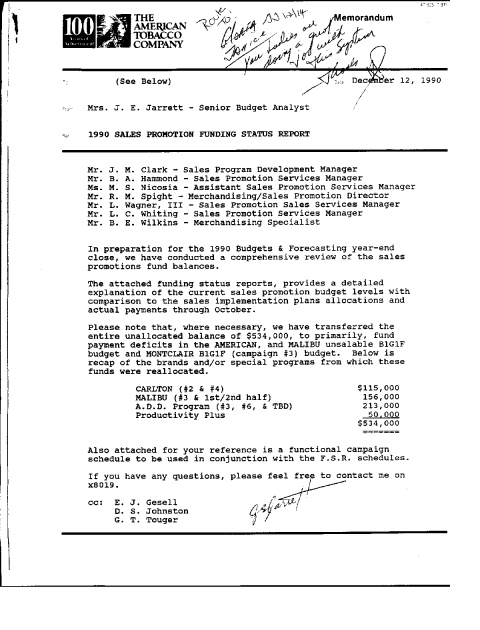 100
THE
AMERICAN
TOBACCO
COMPANY
Memorandum
You ladies are
doing a great
job with
this system
Thanks
(See Below)
December 12, 1990
Mrs. J. E. Jarrett - Senior Budget Analyst
1990 SALES PROMOTION FUNDING STATUS REPORT
Mr. J. M. Clark - Sales Program Development Manager
Mr. B. A. Hammond - Sales Promotion Services Manager
Ms. M. S. Nicosia - Assistant Sales Promotion Services Manager
Mr. R. M. Spight - Merchandising/Sales Promotion Director
Mr. L. Wagner, III - Sales Promotion Sales Services Manager
Mr. L. C. Whiting - Sales Promotion Services Manager
Mr. B. E. Wilkins - Merchandising Specialist
In preparation for the 1990 Budgets & Forecasting year-end
close, we have conducted a comprehensive review of the sales
promotions fund balances.
The attached funding status reports, provides a detailed
explanation of the current sales promotion budget levels with
comparison to the sales implementation plans allocations and
actual payments through October.
Please note that, where necessary, we have transferred the
entire unallocated balance of $534,000, to primarily, fund
payment deficits in the AMERICAN, and MALIBU unsalable B1G1F
budget and MONTCLAIR B1G1F (campaign #3) budget. Below is
recap of the brands and/or special programs from which these
funds were reallocated.
CARLTON (#2 & #4) $115,000
MALIBU (#3 & 1st/2nd half) 156,000
A.D.D. Program (#3, #6, & TBD) 213,000
Productivity Plus 50,000
$534,000
=======
Also attached for your reference is a functional campaign
schedule to be used in conjunction with the F.S.R. schedules.
If you have any questions, please feel free to contact me on
x8019.
cc: E. J. Gesell
D. S. Johnston
G. T. Touger